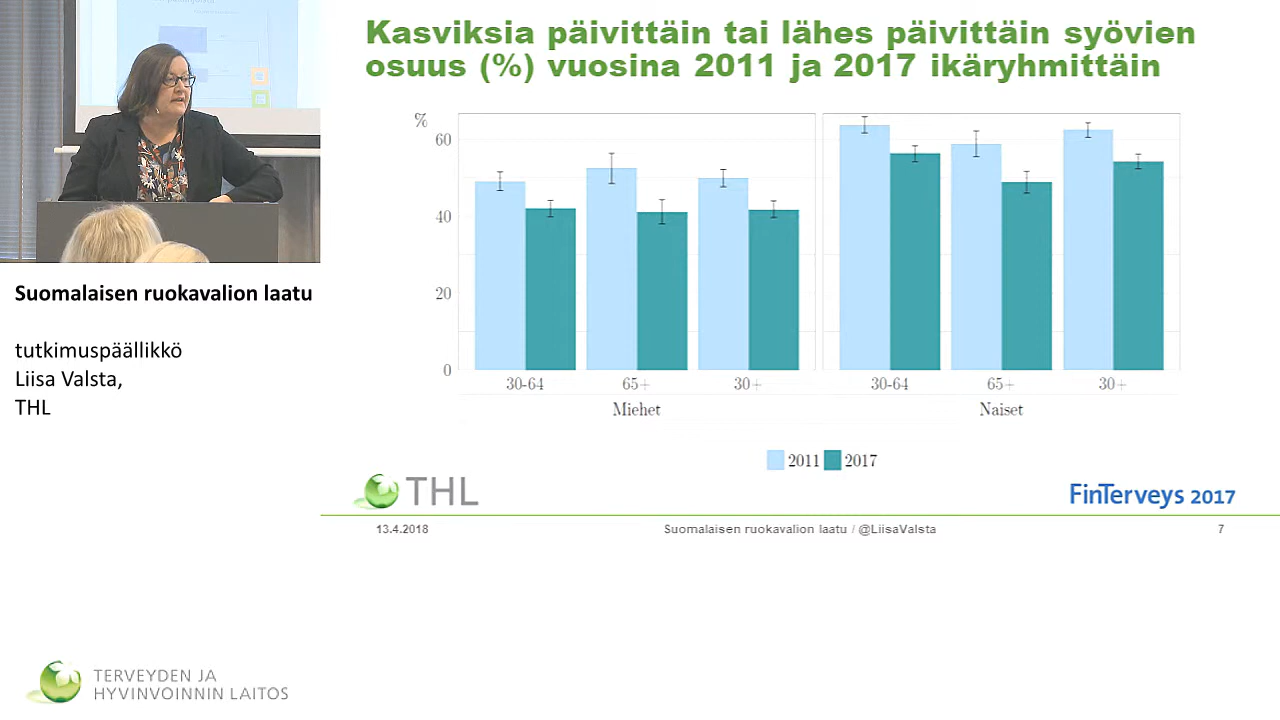 Kasviksia päivittäin tai lähes päivittäin syövien
osuus (%) vuosina 2011 ja 2017 ikäryhmittäin
%
60
40
20
0
30-64 65+ 30+ 30-64 65+ 30+
Miehet Naiset
2011 2017
THL
FinTerveys 2017
13.4.2018 Suomalaisen ruokavalion laatu / @LiisaValsta 7
Suomalaisen ruokavalion laatu
tutkimuspäällikkö
Liisa Valsta,
THL
TERVEYDEN JA
HYVINVOINNIN LAITOS